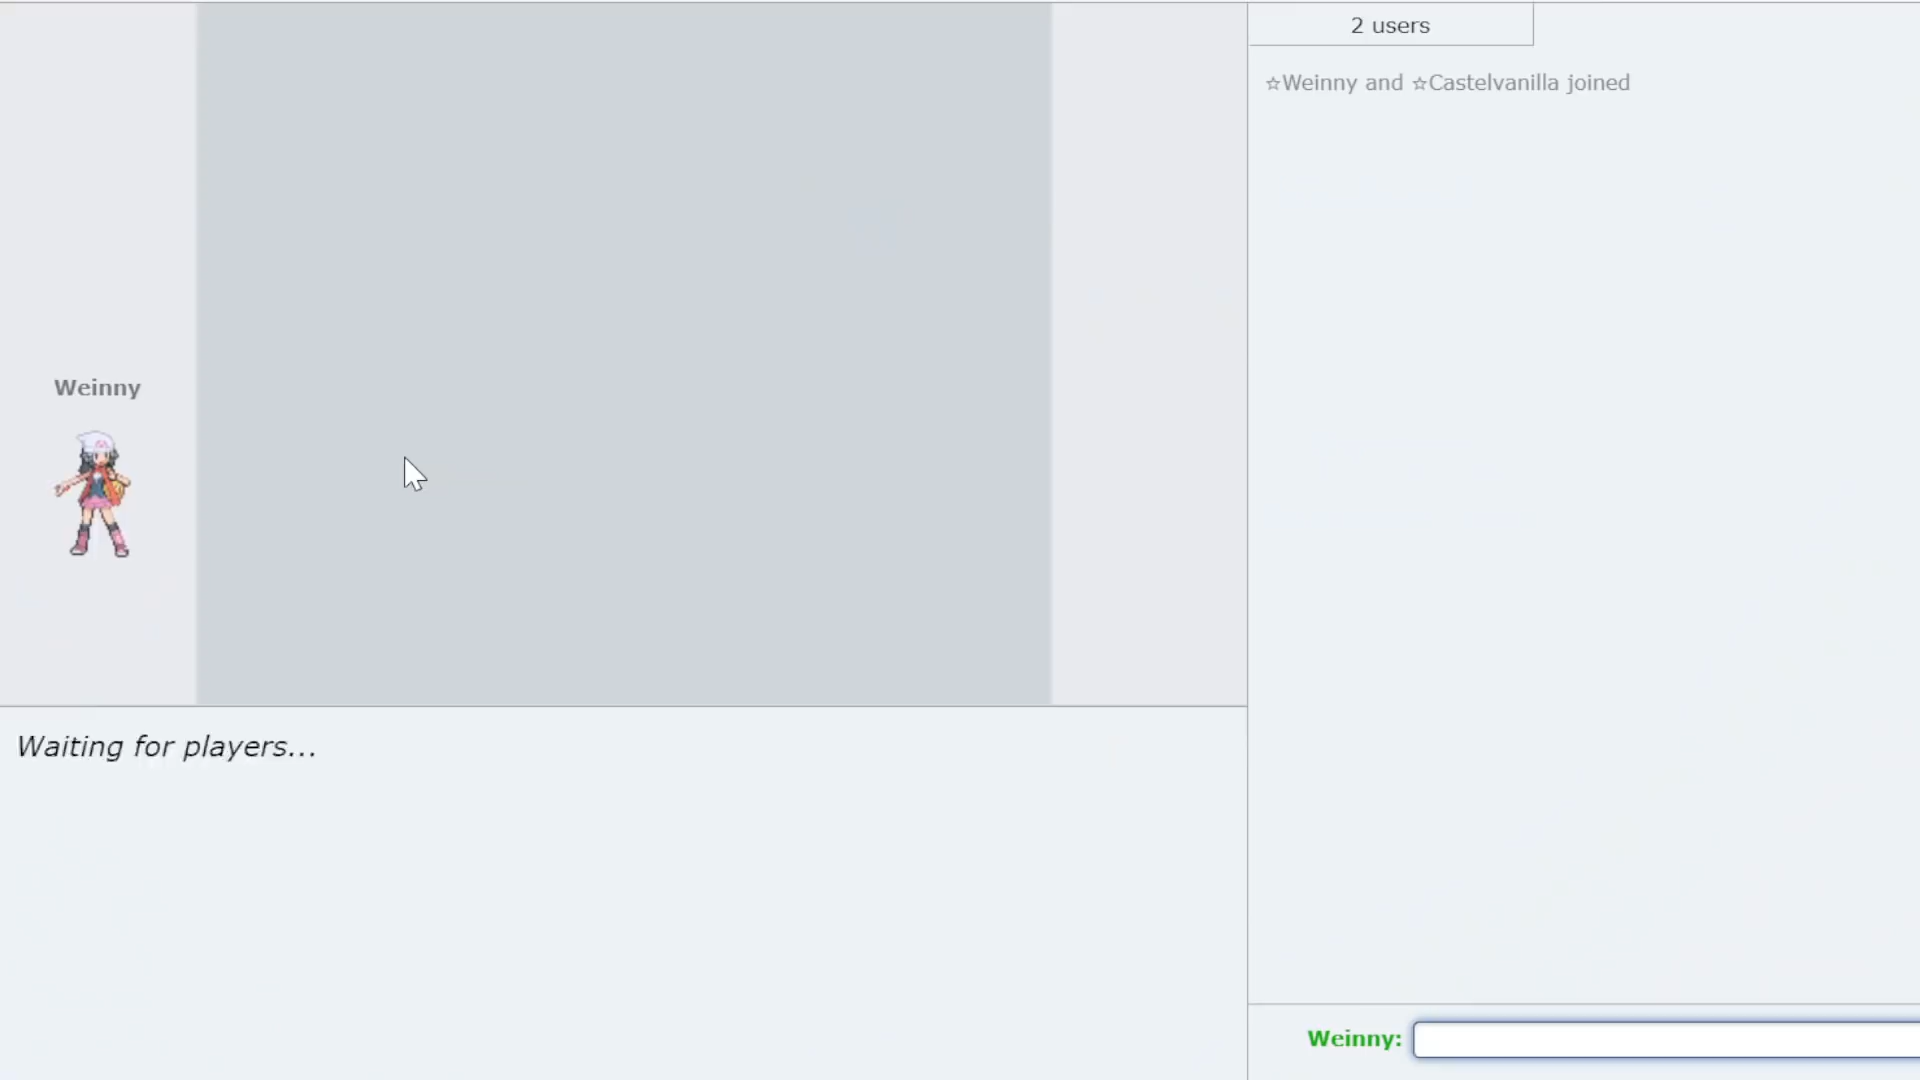 2 users
☆Weinny and ☆Castelvanilla joined
Weinny
Waiting for players...
Weinny: